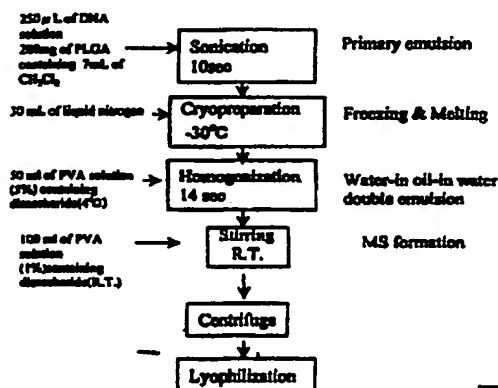 250 µL of DNA
solution
200mg of PLGA
containing 7mL of
CH2Cl2
Sonication
10sec
Primary emulsion
30 mL of liquid nitrogen
Cryopreparation
-30°C
Freezing & Melting
50 ml of PVA solution
(5%) containing
disaccharide(4°C)
Homogenization
14 sec
Water-in oil-in water
double emulsion
100 ml of PVA
solution
(1%)containing
disaccharide(R.T.)
Stirring
R.T.
MS formation
Centrifuge
Lyophilization